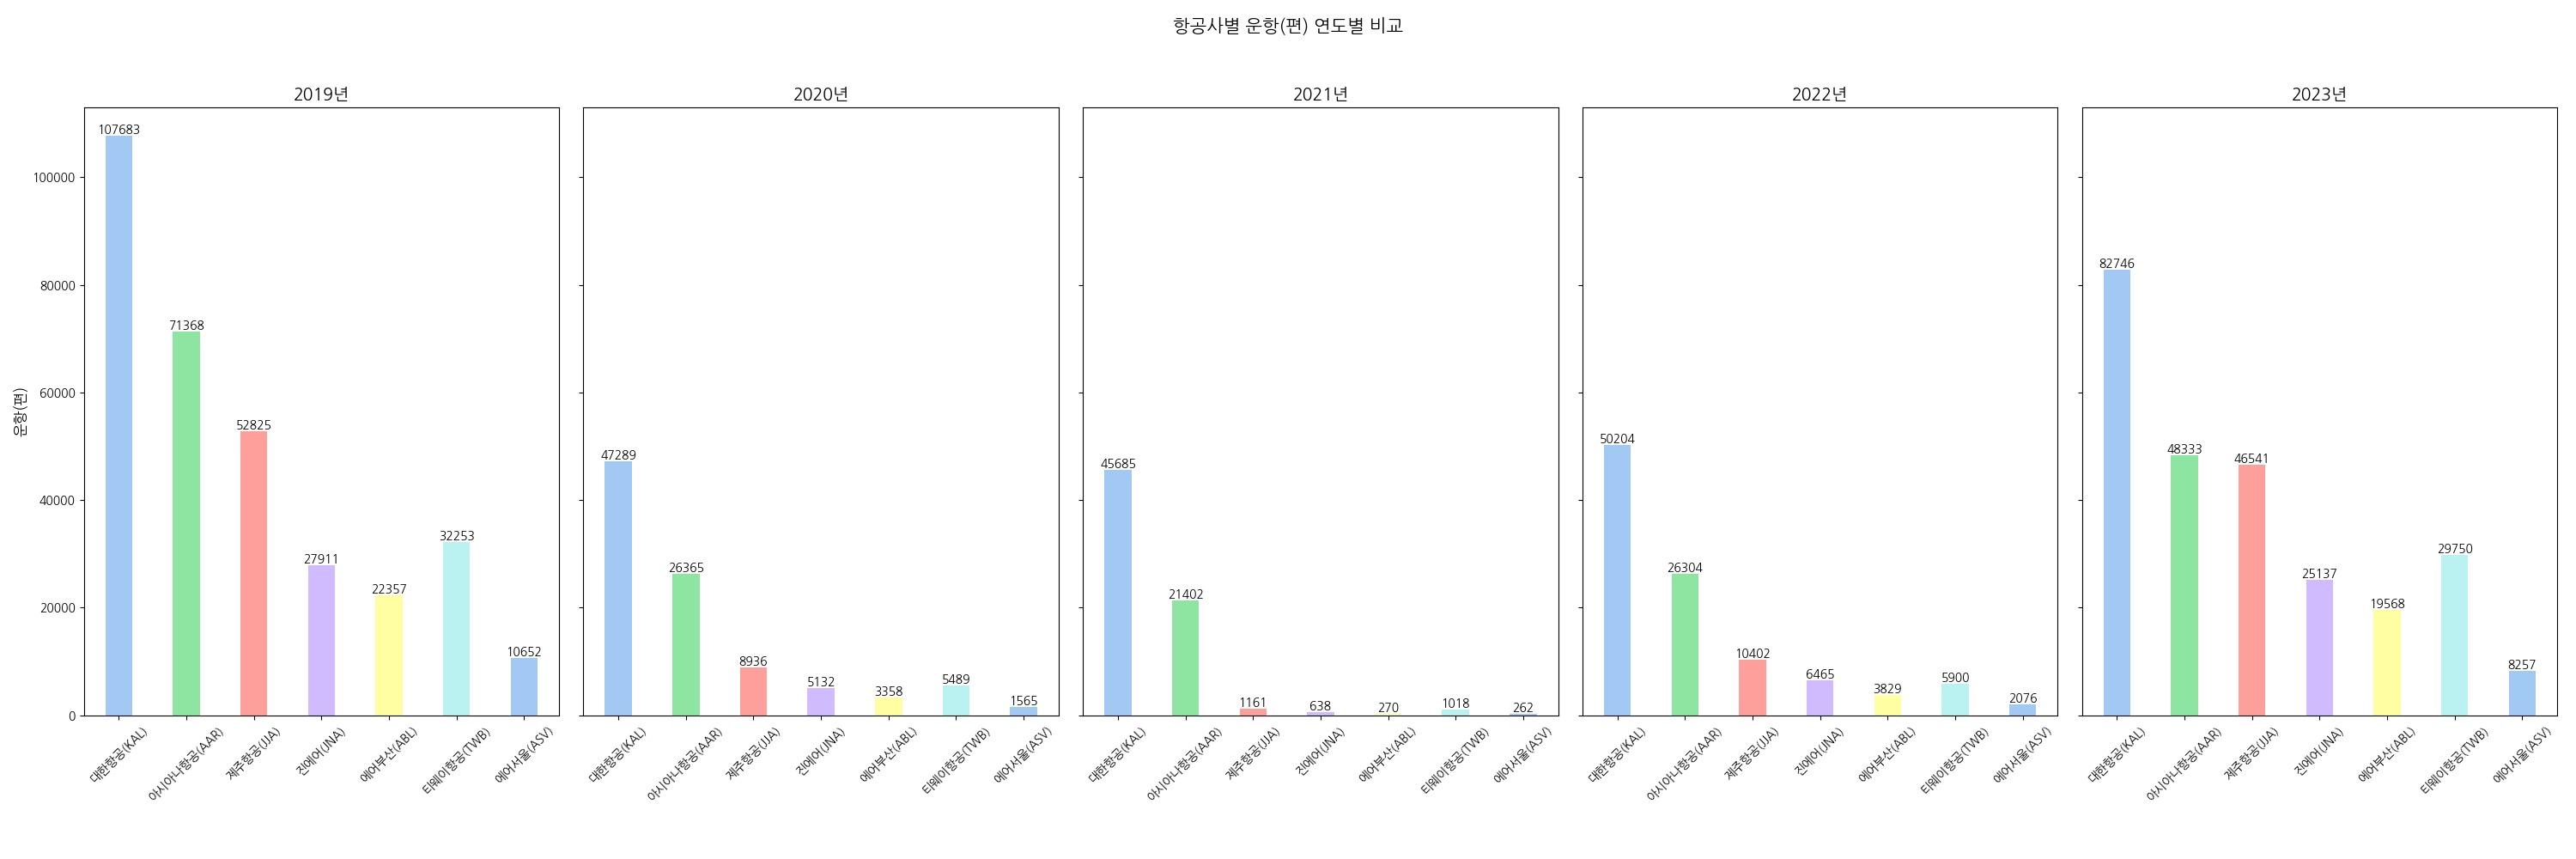 항공사별 운항(편) 연도별 비교
2019년
2020년
2021년
2022년
2023년
운항(편)
100000
80000
60000
40000
20000
0
107683
71368
52825
27911
22357
32253
10652
대한항공(KAL)
아시아나항공(AAR)
제주항공(JJA)
진에어(JNA)
에어부산(ABL)
티웨이항공(TWB)
에어서울(ASV)
47289
26365
8936
5132
3358
5489
1565
대한항공(KAL)
아시아나항공(AAR)
제주항공(JJA)
진에어(JNA)
에어부산(ABL)
티웨이항공(TWB)
에어서울(ASV)
45685
21402
1161
638
270
1018
262
대한항공(KAL)
아시아나항공(AAR)
제주항공(JJA)
진에어(JNA)
에어부산(ABL)
티웨이항공(TWB)
에어서울(ASV)
50204
26304
10402
6465
3829
5900
2076
대한항공(KAL)
아시아나항공(AAR)
제주항공(JJA)
진에어(JNA)
에어부산(ABL)
티웨이항공(TWB)
에어서울(ASV)
82746
48333
46541
25137
19568
29750
8257
대한항공(KAL)
아시아나항공(AAR)
제주항공(JJA)
진에어(JNA)
에어부산(ABL)
티웨이항공(TWB)
에어서울(ASV)